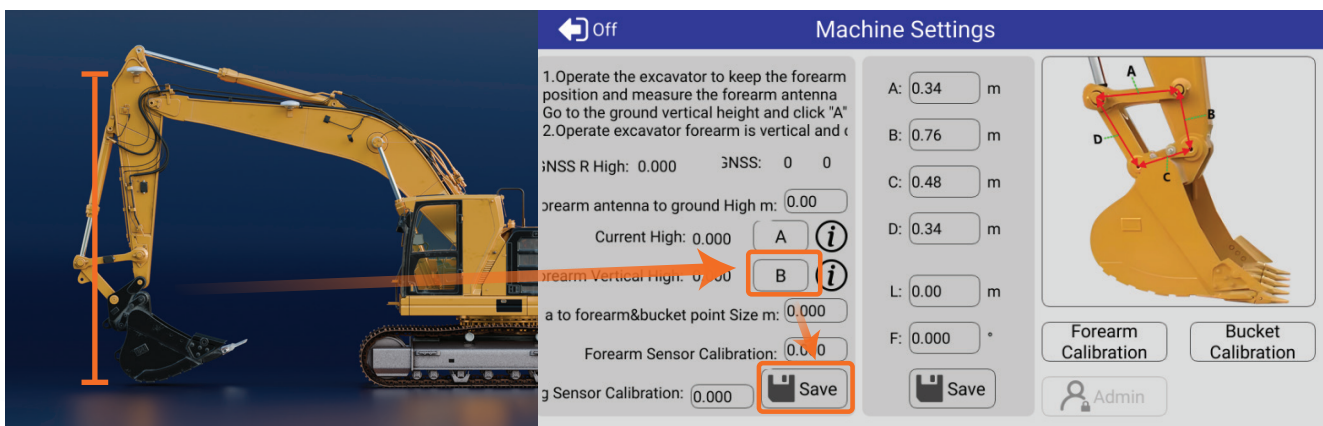 Off
Machine Settings
1.Operate the excavator to keep the forearm
position and measure the forearm antenna
Go to the ground vertical height and click "A"
2.Operate excavator forearm is vertical and
NSS R High: 0.000
NSS: 0 0
orearm antenna to ground High m: 0.00
Current High: 0.000 A i
orearm Vertical High: B i
a to forearm&bucket point Size m: 0.000
Forearm Sensor Calibration:
g Sensor Calibration: 0.000 Save
A: 0.34 m
B: 0.76 m
C: 0.48 m
D: 0.34 m
L: 0.00 m
F: 0.000 °
Save
A
B
D
C
Forearm
Calibration
Bucket
Calibration
Admin